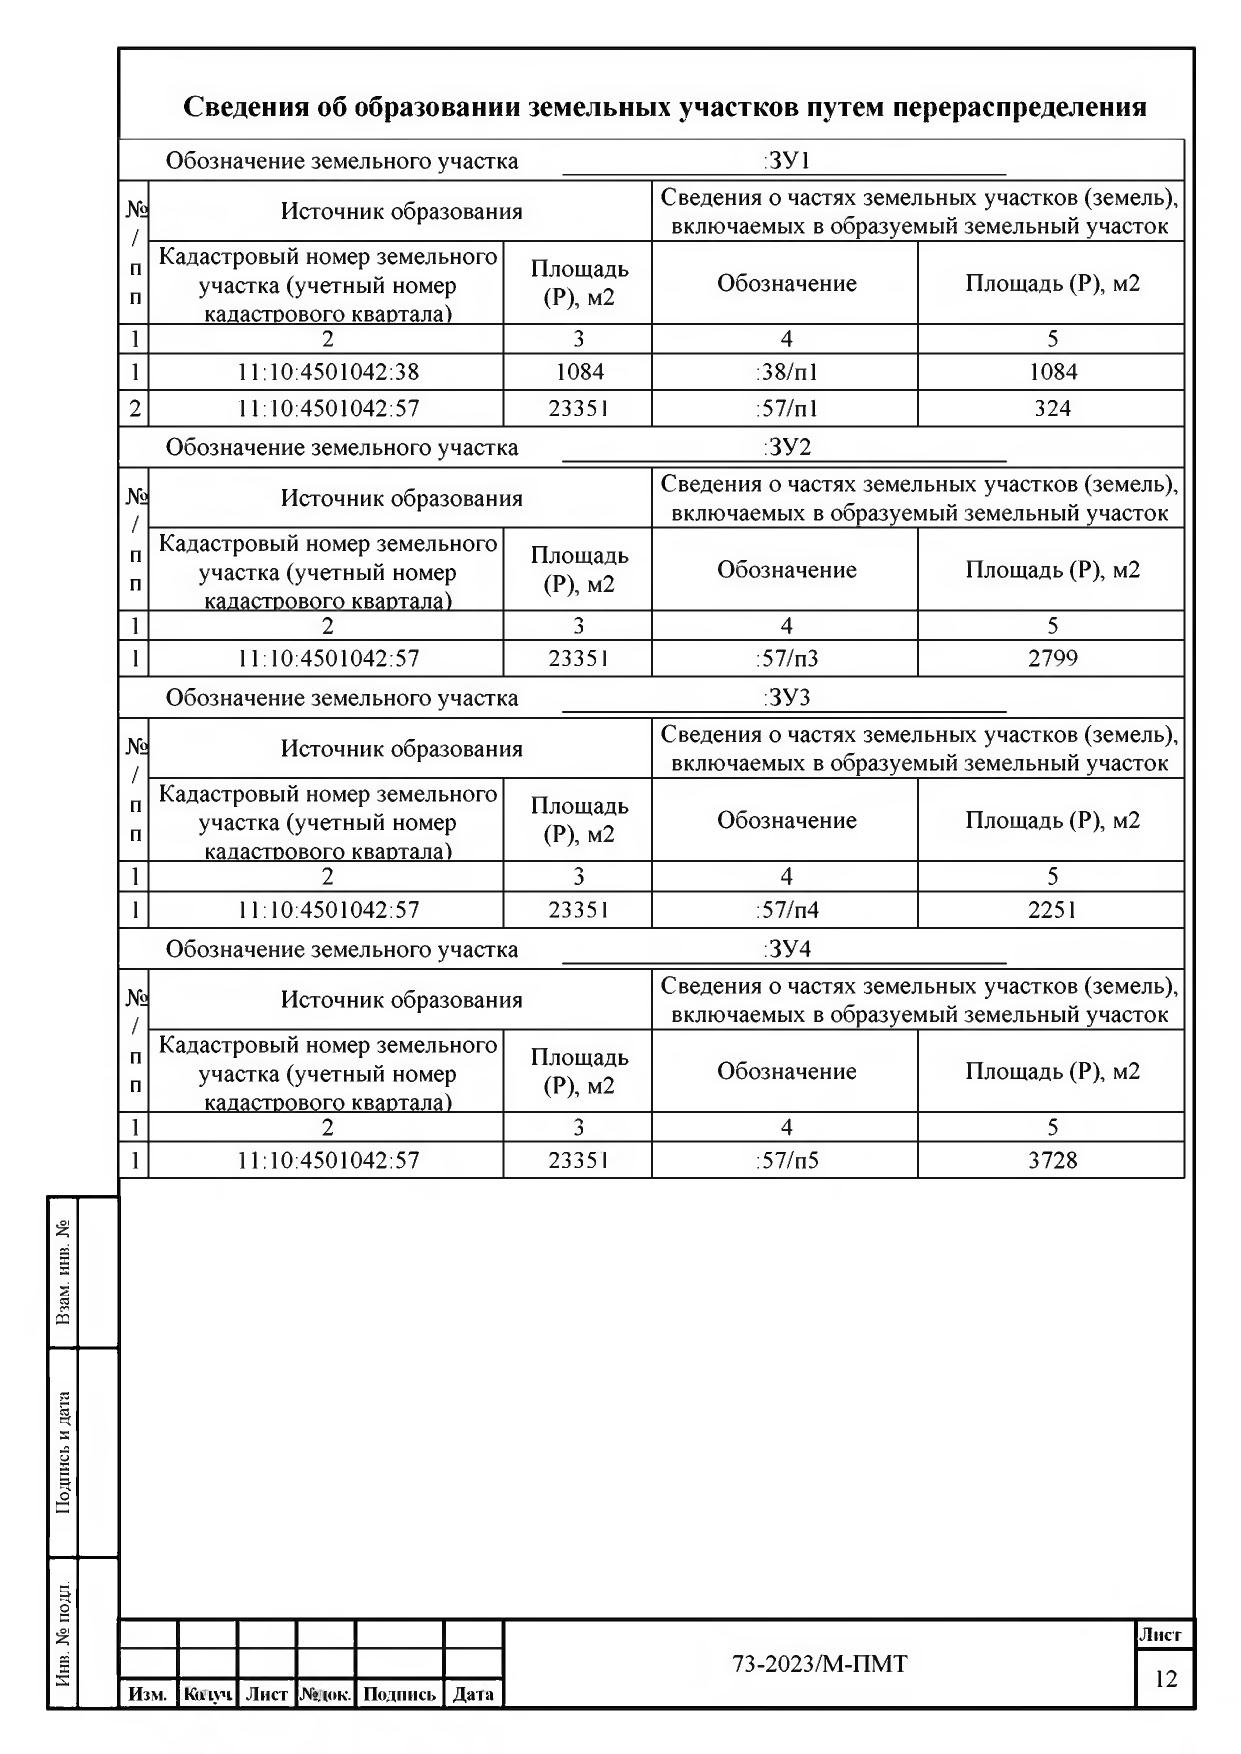 Сведения об образовании земельных участков путем перераспределения
Обозначение земельного участка :ЗУ1
№
/
п
п
Источник образования
Сведения о частях земельных участков (земель),
включаемых в образуемый земельный участок
Кадастровый номер земельного
участка (учетный номер
кадастрового квартала)
Площадь
(Р), м2
Обозначение
Площадь (Р), м2
1 2 3 4 5
1 11:10:4501042:38 1084 :38/п1 1084
2 11:10:4501042:57 23351 :57/п1 324
Обозначение земельного участка :ЗУ2
№
/
п
п
Источник образования
Сведения о частях земельных участков (земель),
включаемых в образуемый земельный участок
Кадастровый номер земельного
участка (учетный номер
кадастрового квартала)
Площадь
(Р), м2
Обозначение
Площадь (Р), м2
1 2 3 4 5
1 11:10:4501042:57 23351 :57/п3 2799
Обозначение земельного участка :ЗУ3
№
/
п
п
Источник образования
Сведения о частях земельных участков (земель),
включаемых в образуемый земельный участок
Кадастровый номер земельного
участка (учетный номер
кадастрового квартала)
Площадь
(Р), м2
Обозначение
Площадь (Р), м2
1 2 3 4 5
1 11:10:4501042:57 23351 :57/п4 2251
Обозначение земельного участка :ЗУ4
№
/
п
п
Источник образования
Сведения о частях земельных участков (земель),
включаемых в образуемый земельный участок
Кадастровый номер земельного
участка (учетный номер
кадастрового квартала)
Площадь
(Р), м2
Обозначение
Площадь (Р), м2
1 2 3 4 5
1 11:10:4501042:57 23351 :57/п5 3728
Взам. инв. №
Подпись и дата
Инв. № подл.
Изм. Кол.уч. Лист №док. Подпись Дата
73-2023/М-ПМТ
Лист
12